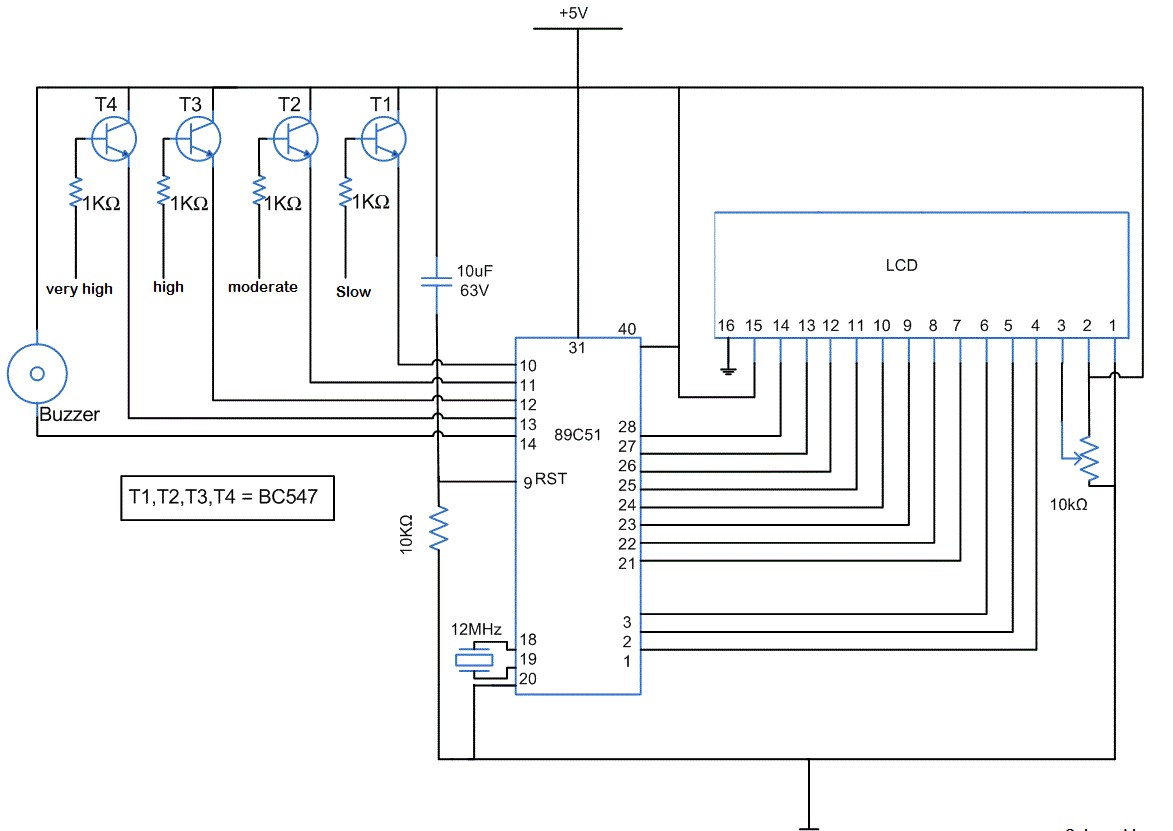 +5V
T4
T3
T2
T1
1KΩ
1KΩ
1KΩ
1KΩ
very high
high
moderate
Slow
10uF
63V
LCD
16 15 14 13 12 11 10 9 8 7 6 5 4 3 2 1
40
31
10
11
12
13
14
89C51
28
27
26
25
24
23
22
21
Buzzer
9 RST
T1,T2,T3,T4 = BC547
10KΩ
10kΩ
12MHz
18
19
20
3
2
1